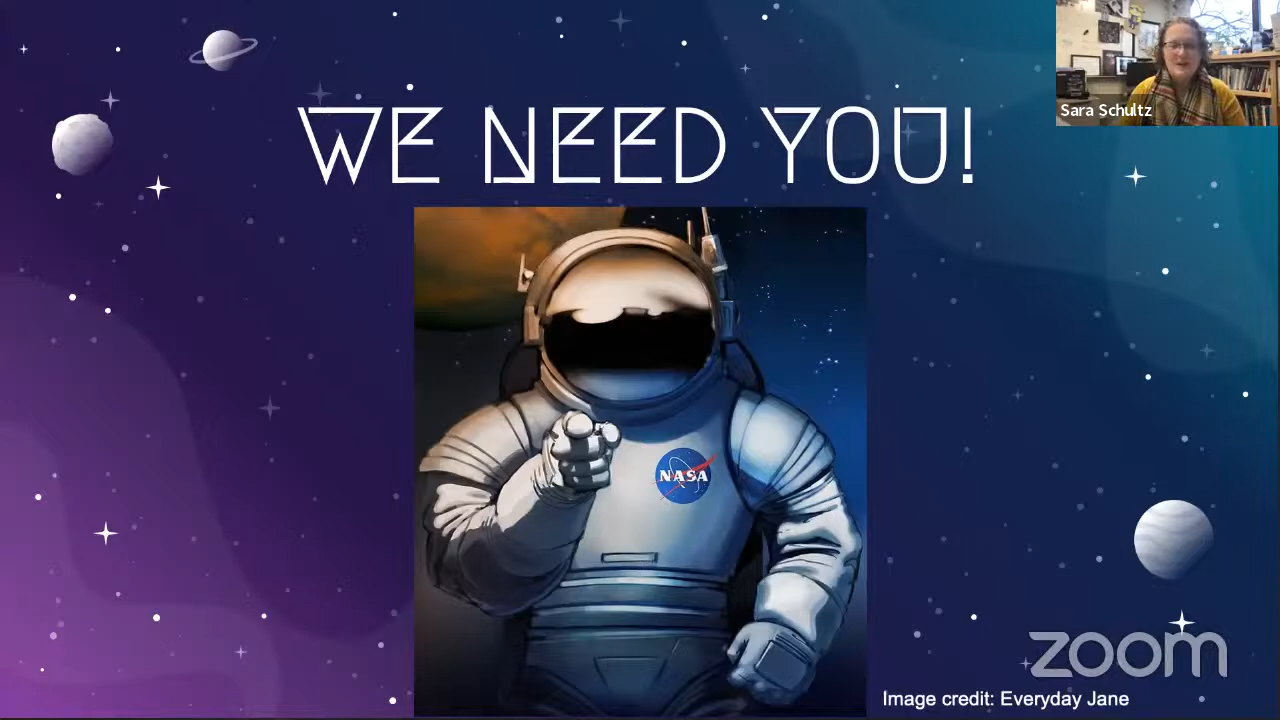 Sara Schultz
WE NEED YOU!
NASA
zoom
Image credit: Everyday Jane